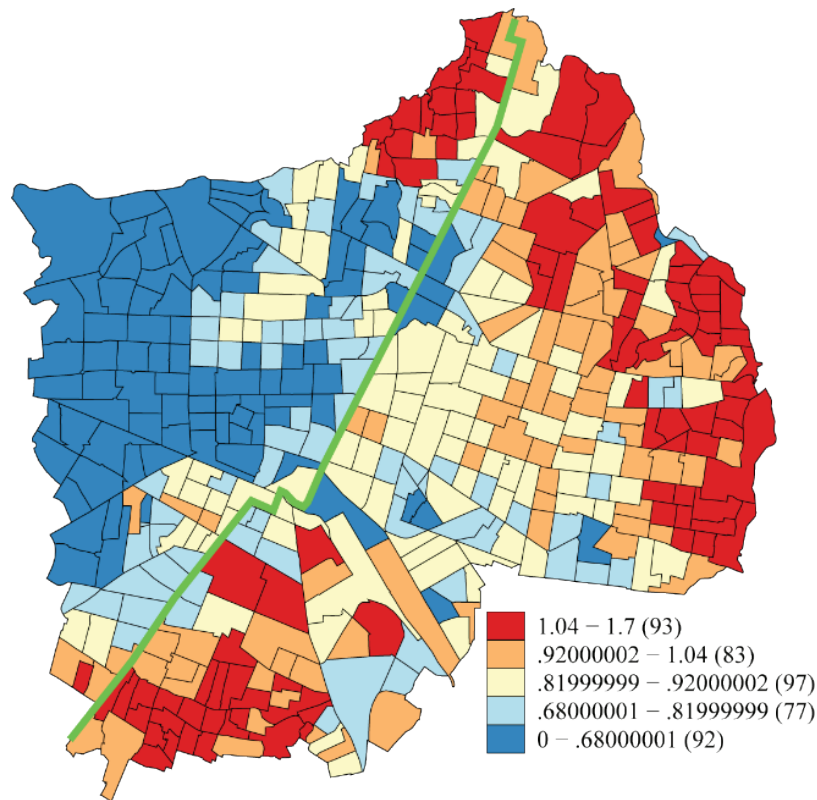 1.04 – 1.7 (93)
.92000002 – 1.04 (83)
.81999999 – .92000002 (97)
.68000001 – .81999999 (77)
0 – .68000001 (92)